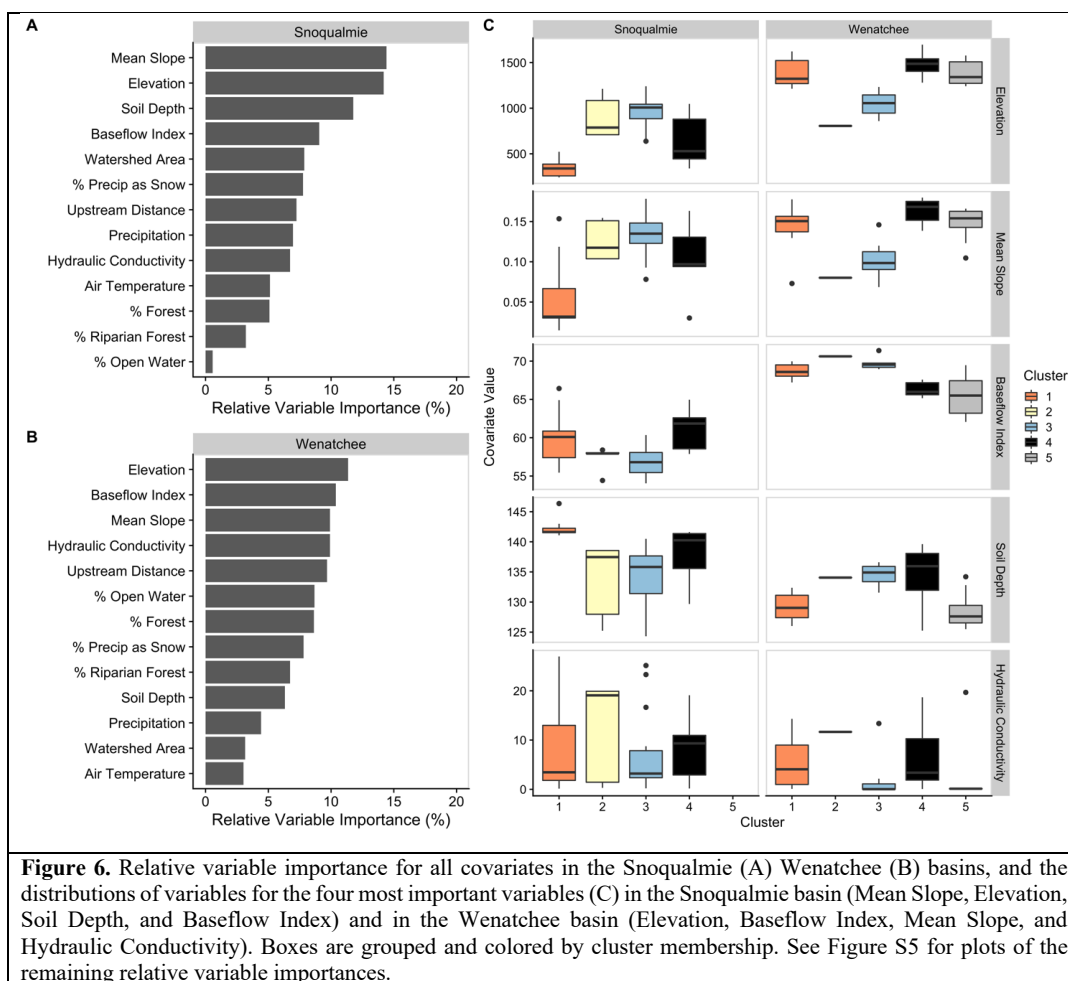 A
Snoqualmie
Mean Slope
Elevation
Soil Depth
Baseflow Index
Watershed Area
% Precip as Snow
Upstream Distance
Precipitation
Hydraulic Conductivity
Air Temperature
% Forest
% Riparian Forest
% Open Water
0 5 10 15 20
Relative Variable Importance (%)
B
Wenatchee
Elevation
Baseflow Index
Mean Slope
Hydraulic Conductivity
Upstream Distance
% Open Water
% Forest
% Precip as Snow
% Riparian Forest
Soil Depth
Precipitation
Watershed Area
Air Temperature
0 5 10 15 20
Relative Variable Importance (%)
C
Snoqualmie Wenatchee
Covariate Value
1500
1000
500
Elevation
0.15
0.10
0.05
Mean Slope
70
65
60
55
Baseflow Index
145
140
135
130
125
Soil Depth
20
10
0
Hydraulic Conductivity
1 2 3 4 5 1 2 3 4 5
Cluster
Cluster
1
2
3
4
5
Figure 6. Relative variable importance for all covariates in the Snoqualmie (A) Wenatchee (B) basins, and the
distributions of variables for the four most important variables (C) in the Snoqualmie basin (Mean Slope, Elevation,
Soil Depth, and Baseflow Index) and in the Wenatchee basin (Elevation, Baseflow Index, Mean Slope, and
Hydraulic Conductivity). Boxes are grouped and colored by cluster membership. See Figure S5 for plots of the
remaining relative variable importances.